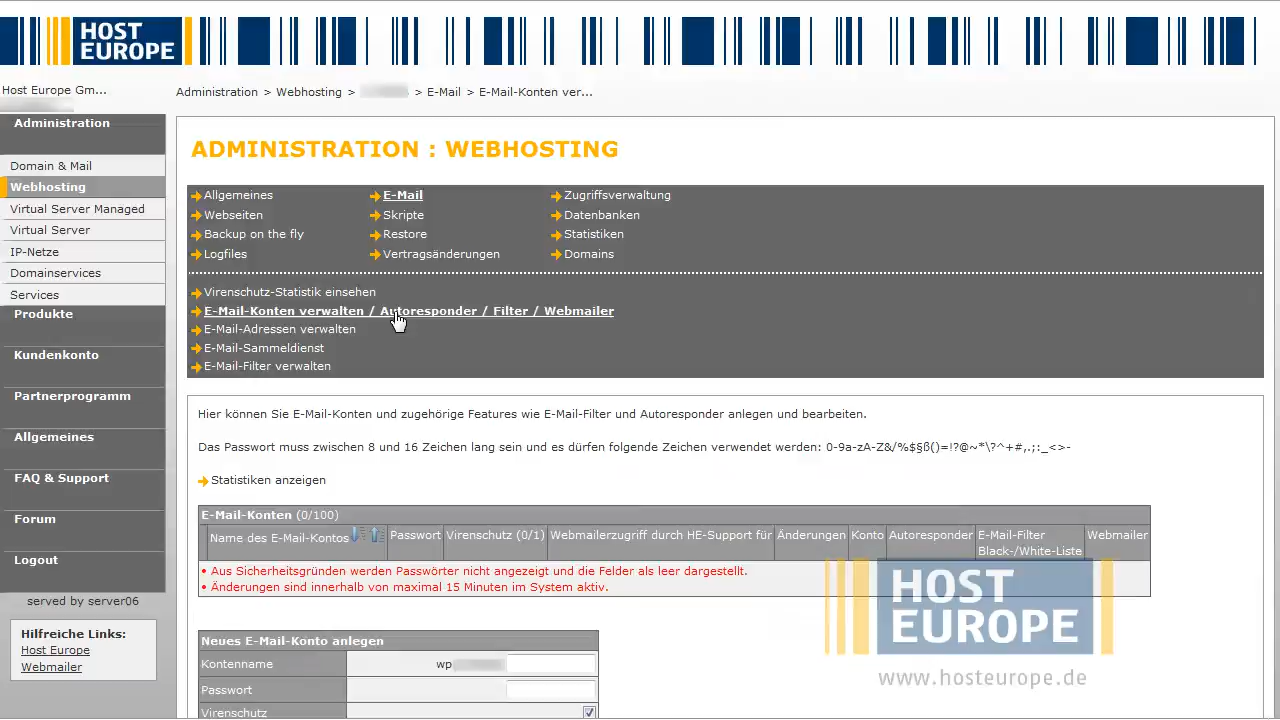 HOST EUROPE
Host Europe Gm...
Administration > Webhosting > > E-Mail > E-Mail-Konten ver...
Administration
Domain & Mail
Webhosting
Virtual Server Managed
Virtual Server
IP-Netze
Domainservices
Services
Produkte
Kundenkonto
Partnerprogramm
Allgemeines
FAQ & Support
Forum
Logout
served by server06
Hilfreiche Links:
Host Europe
Webmailer
ADMINISTRATION : WEBHOSTING
Allgemeines E-Mail Zugriffsverwaltung
Webseiten Skripte Datenbanken
Backup on the fly Restore Statistiken
Logfiles Vertragsänderungen Domains
Virenschutz-Statistik einsehen
E-Mail-Konten verwalten / Autoresponder / Filter / Webmailer
E-Mail-Adressen verwalten
E-Mail-Sammeldienst
E-Mail-Filter verwalten
Hier können Sie E-Mail-Konten und zugehörige Features wie E-Mail-Filter und Autoresponder anlegen und bearbeiten.
Das Passwort muss zwischen 8 und 16 Zeichen lang sein und es dürfen folgende Zeichen verwendet werden: 0-9a-zA-Z&/%$§ß()=!?@~*\?^+#,.;:_<>-
Statistiken anzeigen
E-Mail-Konten (0/100)
Name des E-Mail-Kontos Passwort Virenschutz (0/1) Webmailerzugriff durch HE-Support für Änderungen Konto Autoresponder E-Mail-Filter Black-/White-Liste Webmailer
• Aus Sicherheitsgründen werden Passwörter nicht angezeigt und die Felder als leer dargestellt.
• Änderungen sind innerhalb von maximal 15 Minuten im System aktiv.
Neues E-Mail-Konto anlegen
Kontenname wp
Passwort
Virenschutz
HOST
EUROPE
www.hosteurope.de